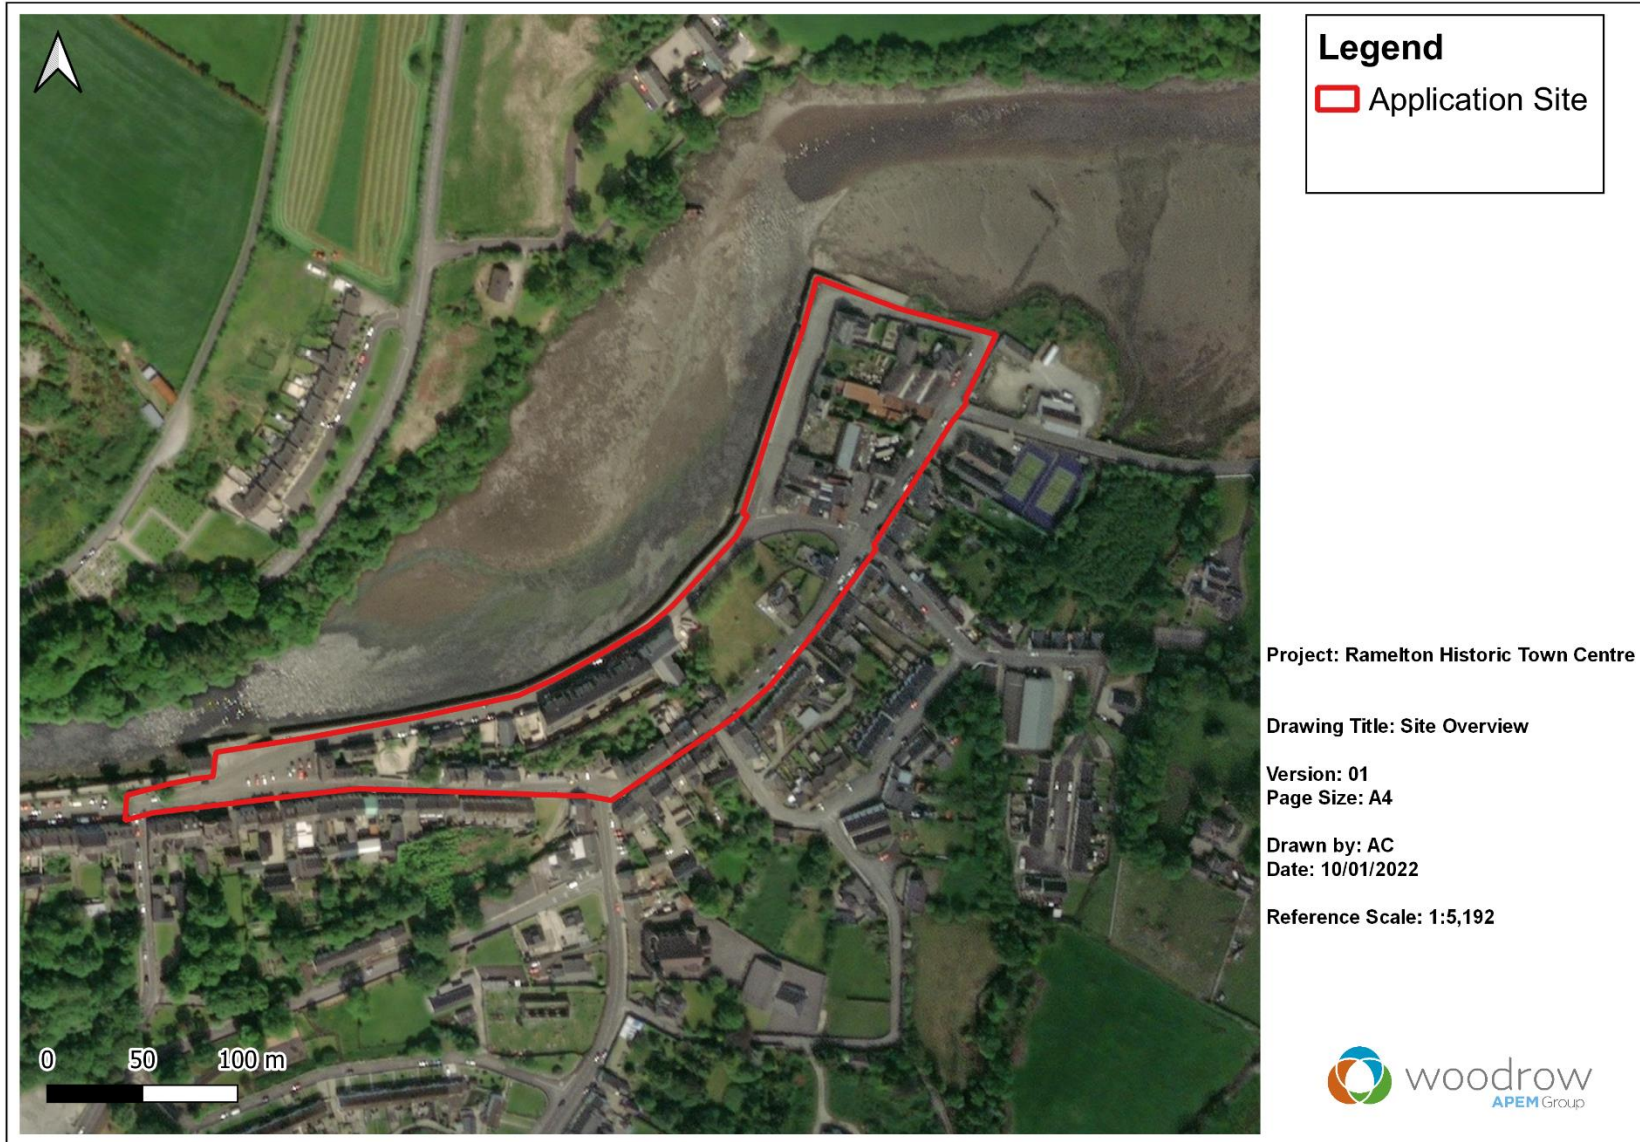 Legend
Application Site
Project: Ramelton Historic Town Centre
Drawing Title: Site Overview
Version: 01
Page Size: A4
Drawn by: AC
Date: 10/01/2022
Reference Scale: 1:5,192
0 50 100 m
woodrow
APEM Group